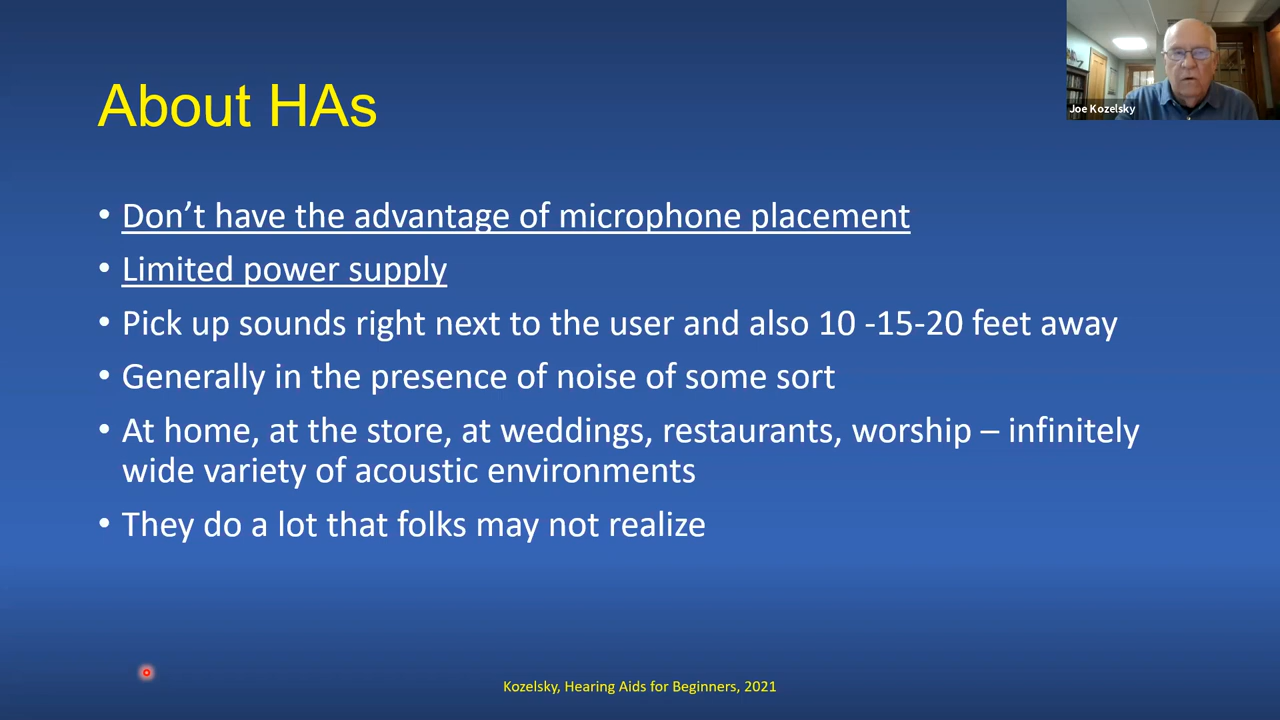 Joe Kozelsky
About HAs
• Don’t have the advantage of microphone placement
• Limited power supply
• Pick up sounds right next to the user and also 10 -15-20 feet away
• Generally in the presence of noise of some sort
• At home, at the store, at weddings, restaurants, worship – infinitely
wide variety of acoustic environments
• They do a lot that folks may not realize
Kozelsky, Hearing Aids for Beginners, 2021